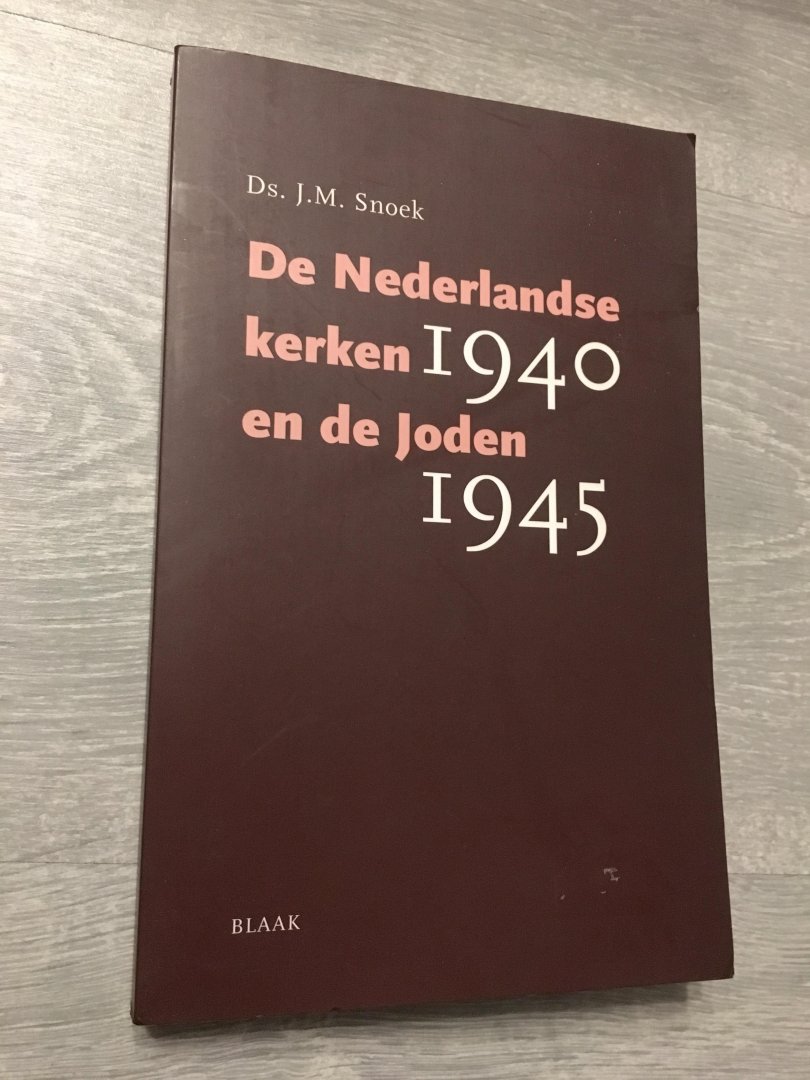 Ds. J.M. Snoek
De Nederlandse
kerken 1940
en de Joden
1945
BLAAK